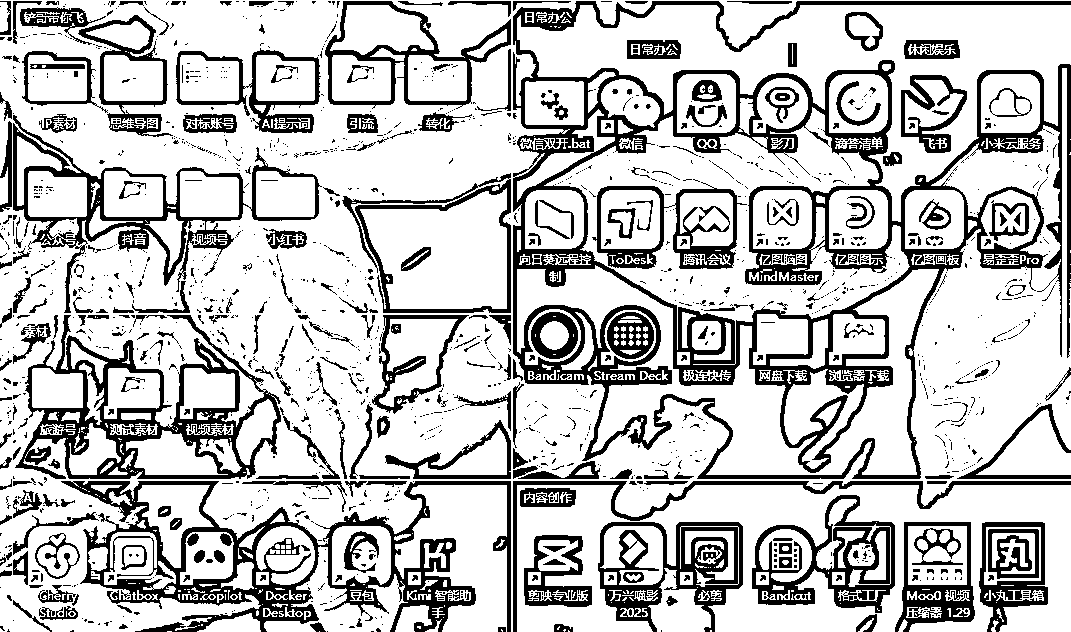 铲哥带你飞
IP素材
思维导图
对标账号
AI提示词
引流
转化
公众号
抖音
视频号
小红书
素材
旅游号
测试素材
视频素材
AI
Cherry
Studio
Chatbox
ima.copilot
Docker
Desktop
豆包
Kimi 智能助
手
日常办公
日常办公
休闲娱乐
微信双开.bat
微信
QQ
影刀
滴答清单
飞书
小米云服务
向日葵远程控
制
ToDesk
腾讯会议
亿图脑图
MindMaster
亿图图示
亿图画板
易歪歪Pro
Bandicam
Stream Deck
极连快传
网盘下载
浏览器下载
内容创作
剪映专业版
万兴喵影
2025
必剪
Bandicut
格式工厂
Moo0 视频
压缩器 1.29
丸
小丸工具箱